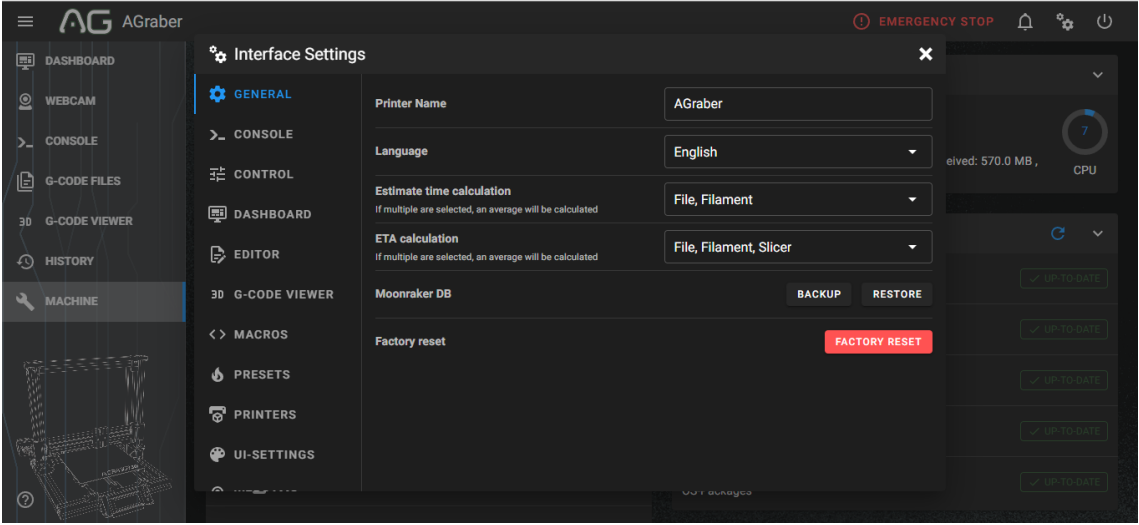 AG AGraber
EMERGENCY STOP
DASHBOARD
WEBCAM
CONSOLE
G-CODE FILES
3D G-CODE VIEWER
HISTORY
MACHINE
Interface Settings
GENERAL
CONSOLE
CONTROL
DASHBOARD
EDITOR
3D G-CODE VIEWER
MACROS
PRESETS
PRINTERS
UI-SETTINGS
Printer Name
AGraber
Language
English
Estimate time calculation
If multiple are selected, an average will be calculated
File, Filament
ETA calculation
If multiple are selected, an average will be calculated
File, Filament, Slicer
Moonraker DB
BACKUP
RESTORE
Factory reset
FACTORY RESET
7
eived: 570.0 MB ,
CPU
UP-TO-DATE
UP-TO-DATE
UP-TO-DATE
UP-TO-DATE
UP-TO-DATE